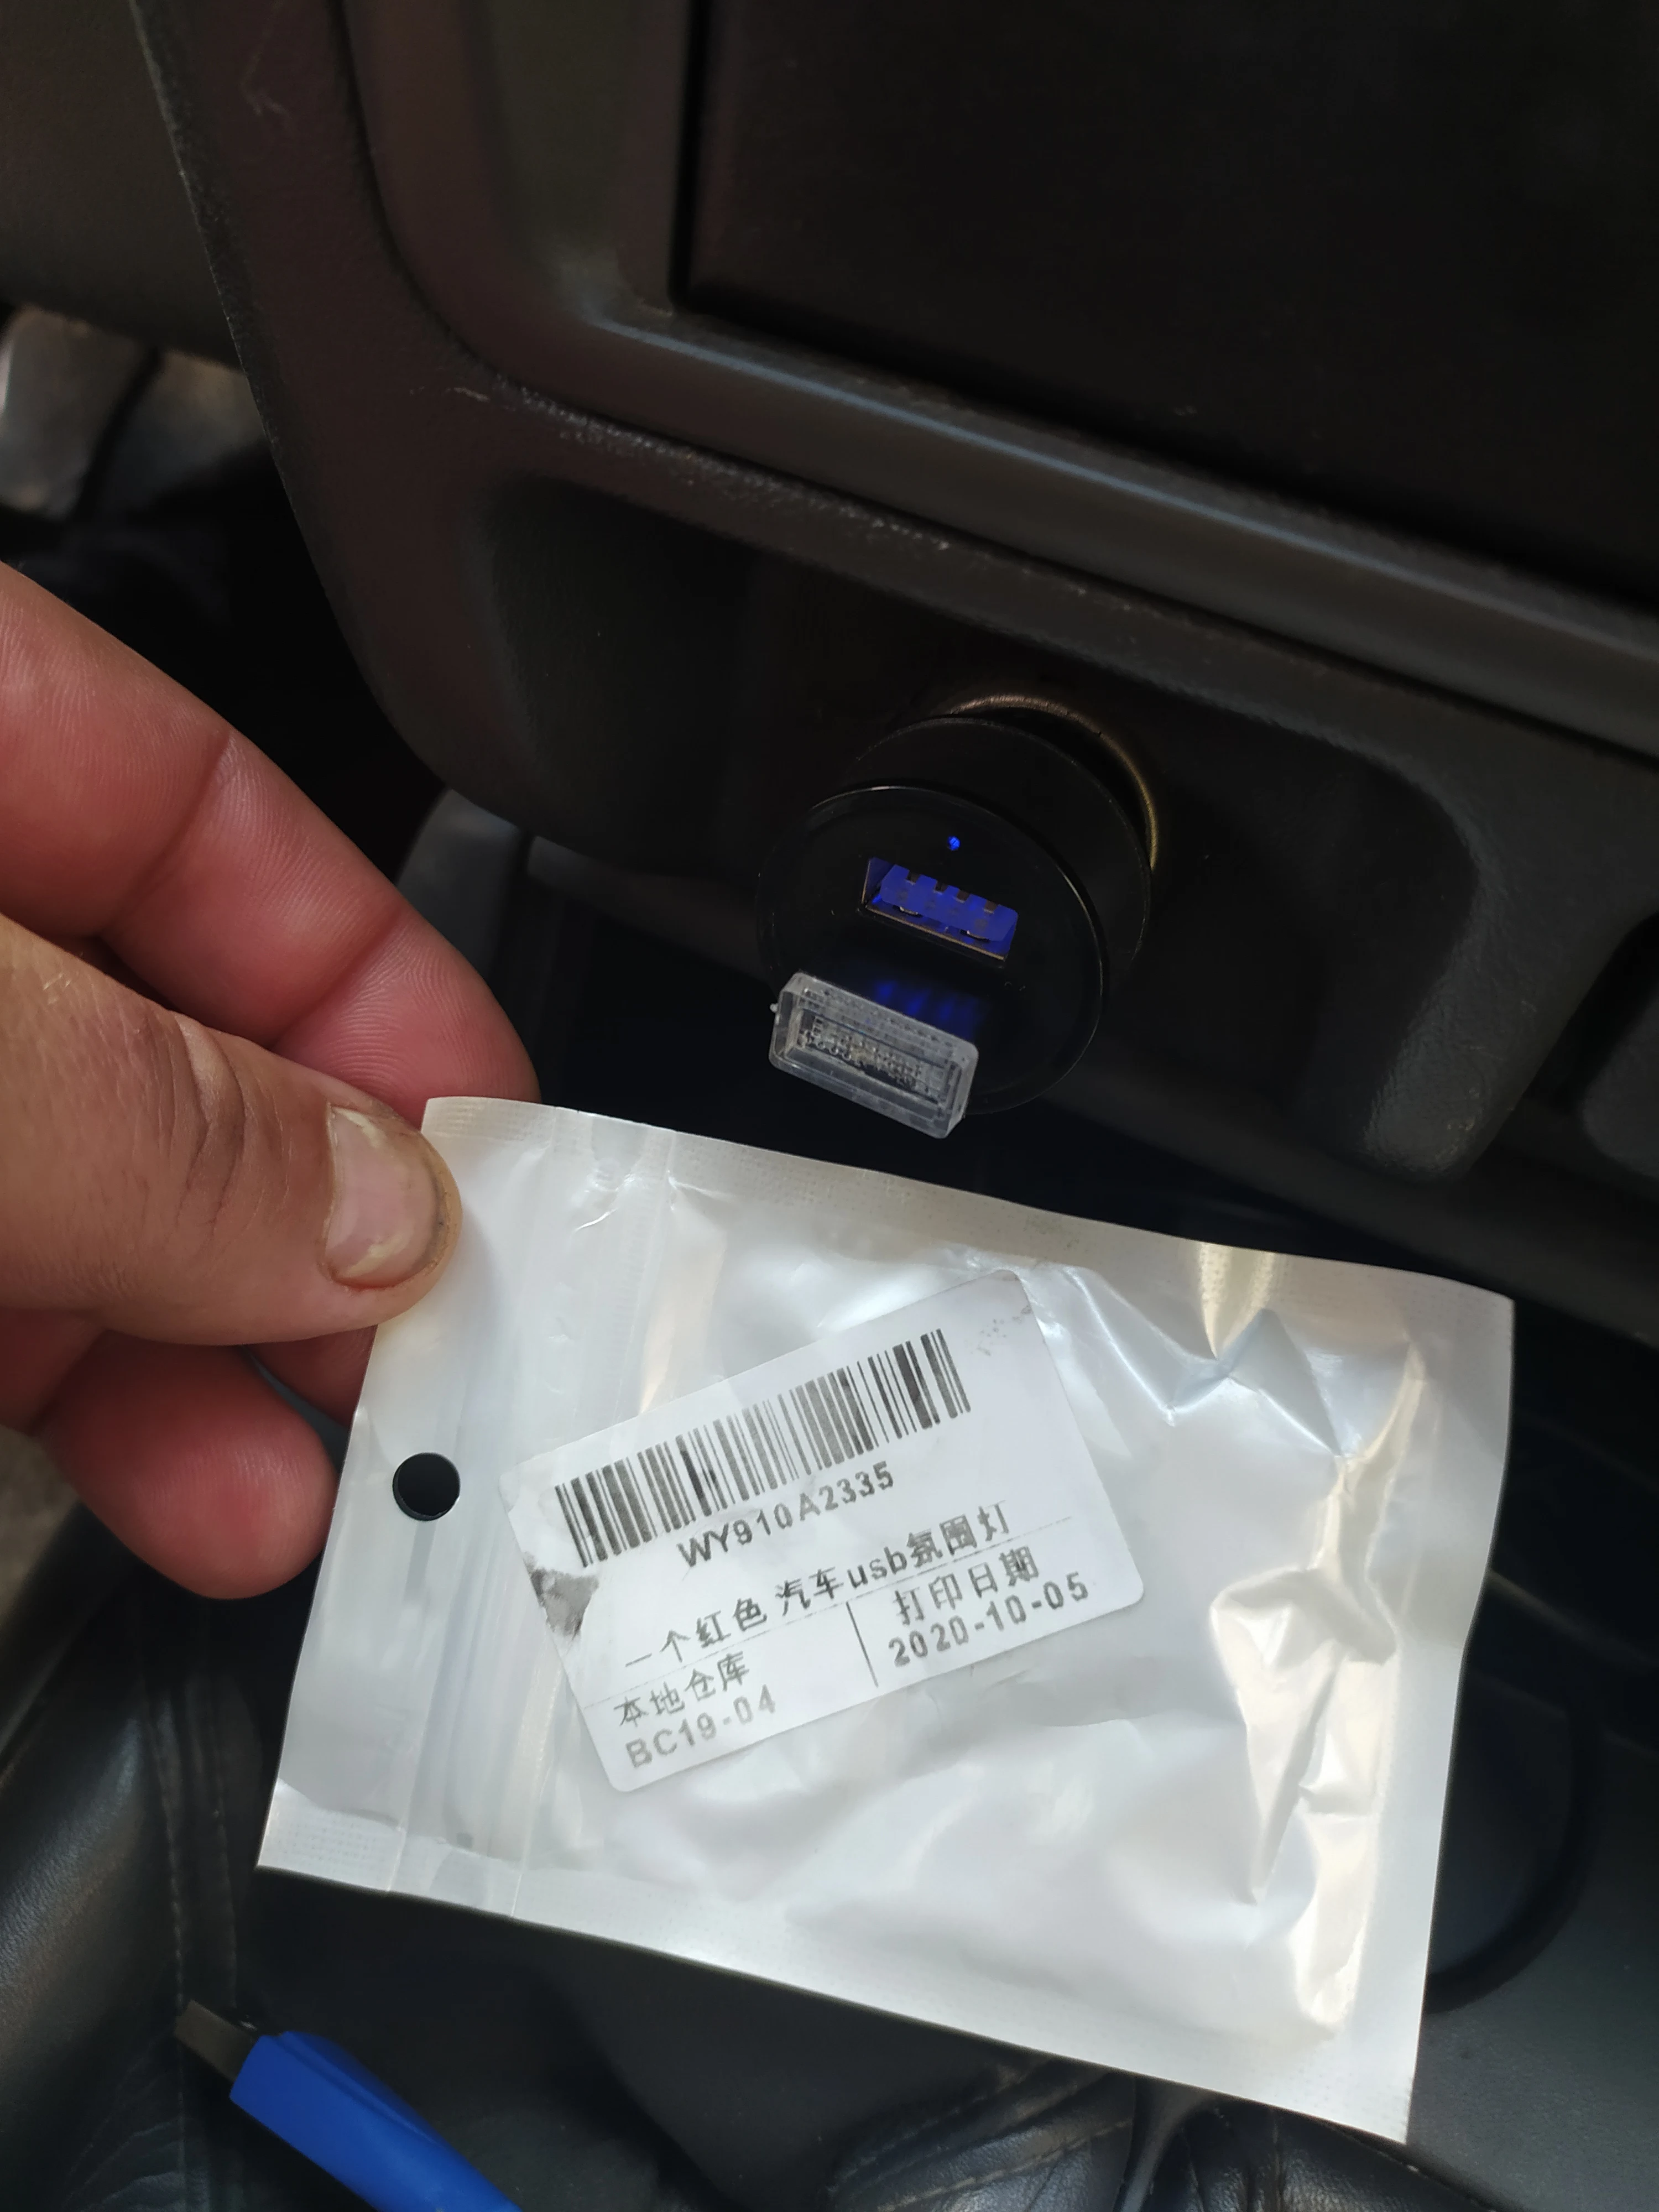 WY910A2335
一个红色 汽车usb氛围灯
本地仓库
BC19-04
打印日期
2020-10-05